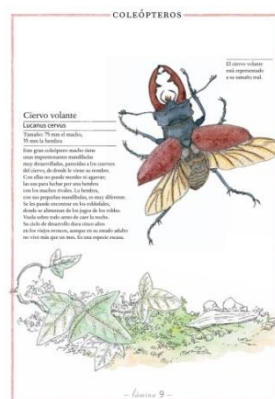 COLEÓPTEROS
El ciervo volante
está representado
a su tamaño real.
Ciervo volante
Lucanus cervus
Tamaño: 75 mm el macho,
35 mm la hembra
Este gran coleóptero macho tiene
unas impresionantes mandíbulas
muy desarrolladas, parecidas a los cuernos
del ciervo, de donde le viene su nombre.
Con ellas no puede morder ni agarrar;
las usa para luchar por una hembra
con los machos rivales. La hembra,
con sus pequeñas mandíbulas, es muy diferente.
Se les puede encontrar en los robledales,
donde se alimentan de los jugos de los robles.
Vuela sobre todo antes de caer la noche.
Su ciclo de desarrollo dura cinco años
en los viejos troncos, aunque en su estado adulto
no vive más que un mes. Es una especie escasa.
– lámina 9 –